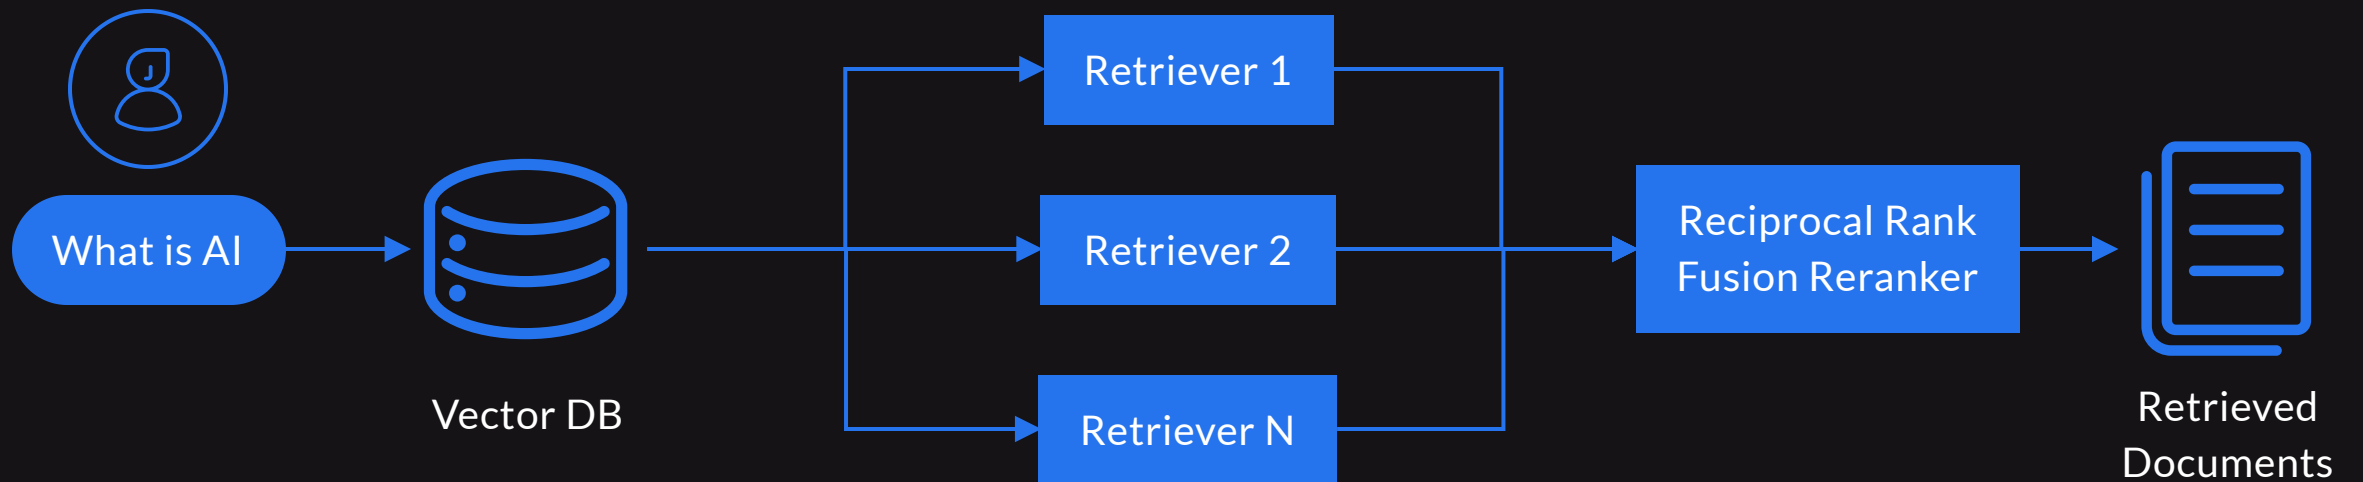 What is AI
Vector DB
Retriever 1
Retriever 2
Retriever N
Reciprocal Rank
Fusion Reranker
Retrieved
Documents